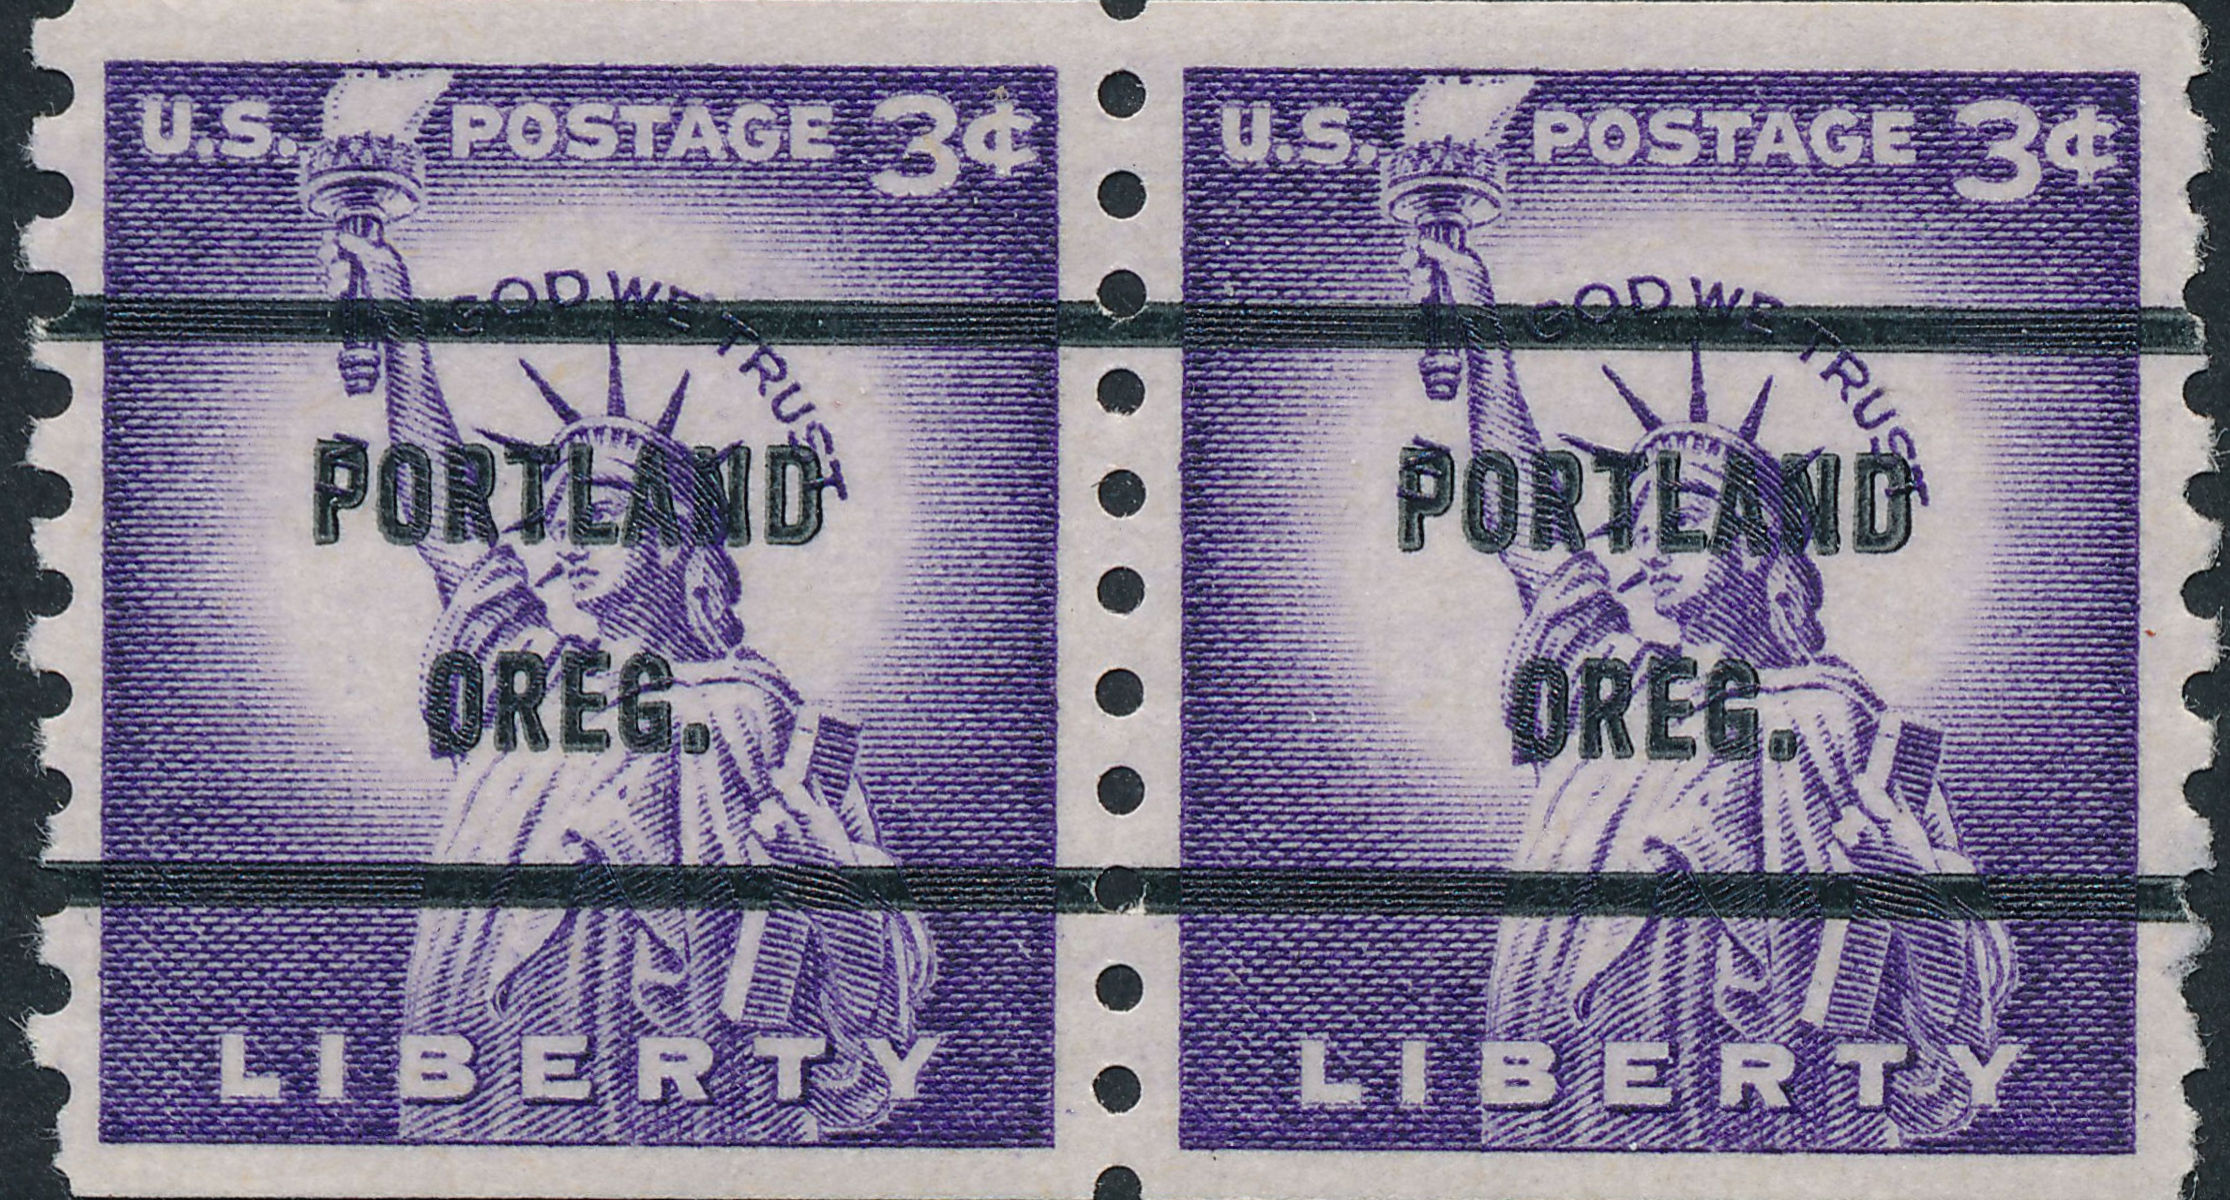 U.S. POSTAGE 3¢
GOD WE TRUST
PORTLAND
OREG.
LIBERTY
U.S. POSTAGE 3¢
GOD WE TRUST
PORTLAND
OREG.
LIBERTY